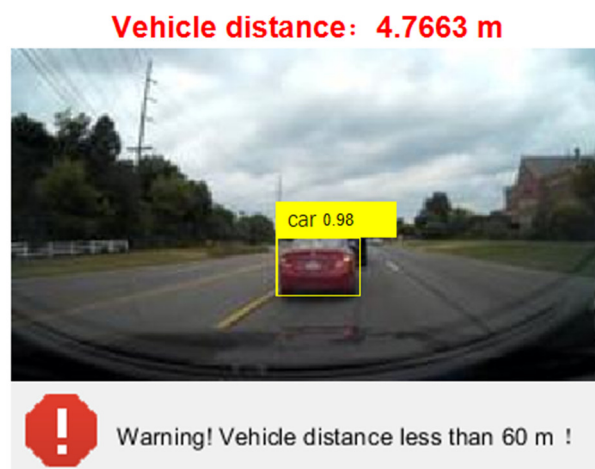 Vehicle distance： 4.7663 m
car 0.98
Warning! Vehicle distance less than 60 m！